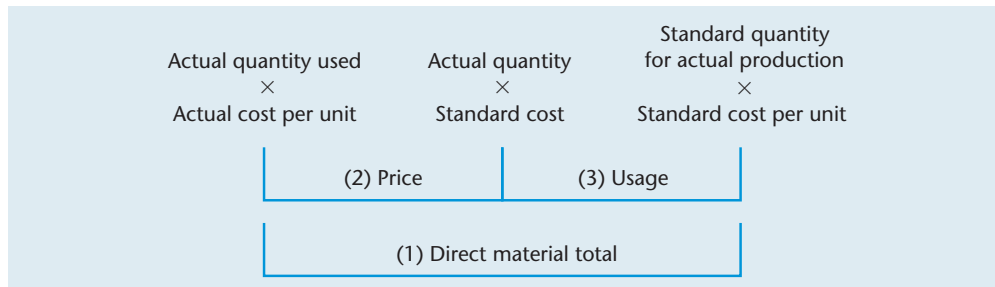 Actual quantity used
×
Actual cost per unit
Actual quantity
×
Standard cost
Standard quantity
for actual production
×
Standard cost per unit
(2) Price
(3) Usage
(1) Direct material total